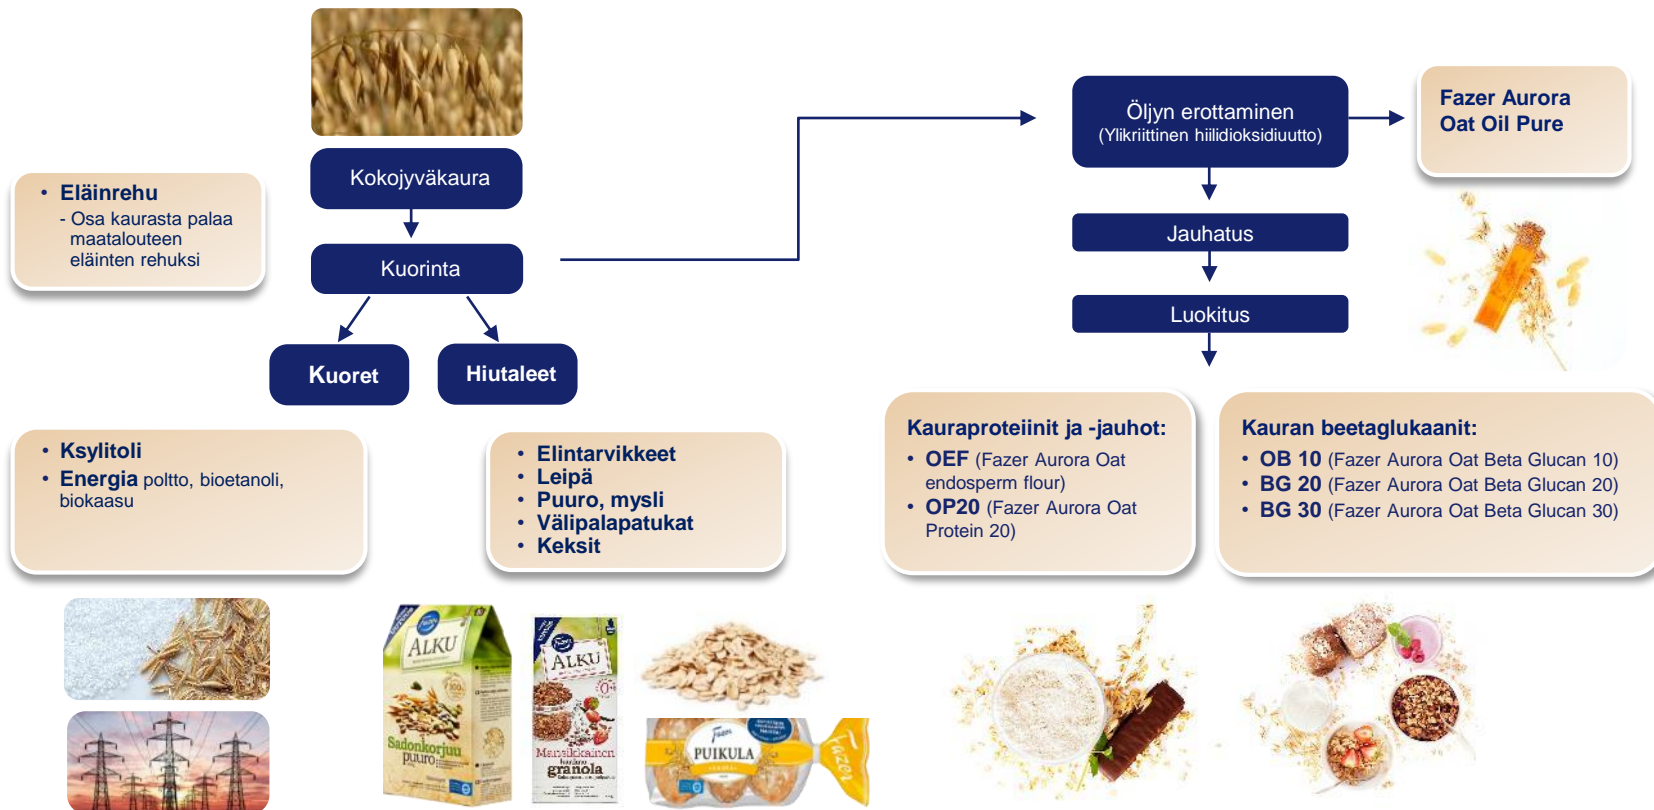 Kokojyväkaura
Kuorinta
Kuoret
Hiutaleet
• Eläinrehu
- Osa kaurasta palaa
maatalouteen
eläinten rehuksi
• Ksylitoli
• Energia poltto, bioetanoli,
biokaasu
• Elintarvikkeet
• Leipä
• Puuro, mysli
• Välipalapatukat
• Keksit
Öljyn erottaminen
(Ylikriittinen hiilidioksidiuutto)
Fazer Aurora
Oat Oil Pure
Jauhatus
Luokitus
Kauraproteiinit ja -jauhot:
• OEF (Fazer Aurora Oat
endosperm flour)
• OP20 (Fazer Aurora Oat
Protein 20)
Kauran beetaglukaanit:
• OB 10 (Fazer Aurora Oat Beta Glucan 10)
• BG 20 (Fazer Aurora Oat Beta Glucan 20)
• BG 30 (Fazer Aurora Oat Beta Glucan 30)
Fazer
ALKU
Sadonkorjuu
puuro
Fazer
ALKU
Mansikkainen
granola
Fazer
PUIKULA
Fazer